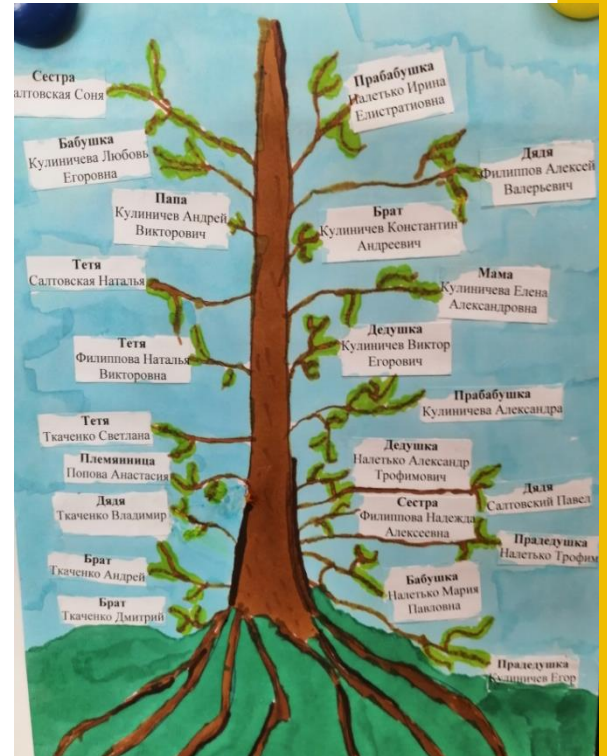 Сестра
Салтовская Соня
Бабушка
Кулиничева Любовь
Егоровна
Папа
Кулиничев Андрей
Викторович
Тетя
Салтовская Наталья
Тетя
Филиппова Наталья
Викторовна
Тетя
Ткаченко Светлана
Племянница
Попова Анастасия
Дядя
Ткаченко Владимир
Брат
Ткаченко Андрей
Брат
Ткаченко Дмитрий
Прабабушка
Налетько Ирина
Елистратиовна
Дядя
Филиппов Алексей
Валерьевич
Брат
Кулиничев Константин
Андреевич
Мама
Кулиничева Елена
Александровна
Дедушка
Кулиничев Виктор
Егорович
Прабабушка
Кулиничева Александра
Дедушка
Налетько Александр
Трофимович
Дядя
Салтовский Павел
Сестра
Филиппова Надежда
Алексеевна
Прадедушка
Налетько Трофим
Бабушка
Налетько Мария
Павловна
Прадедушка
Кулиничев Егор